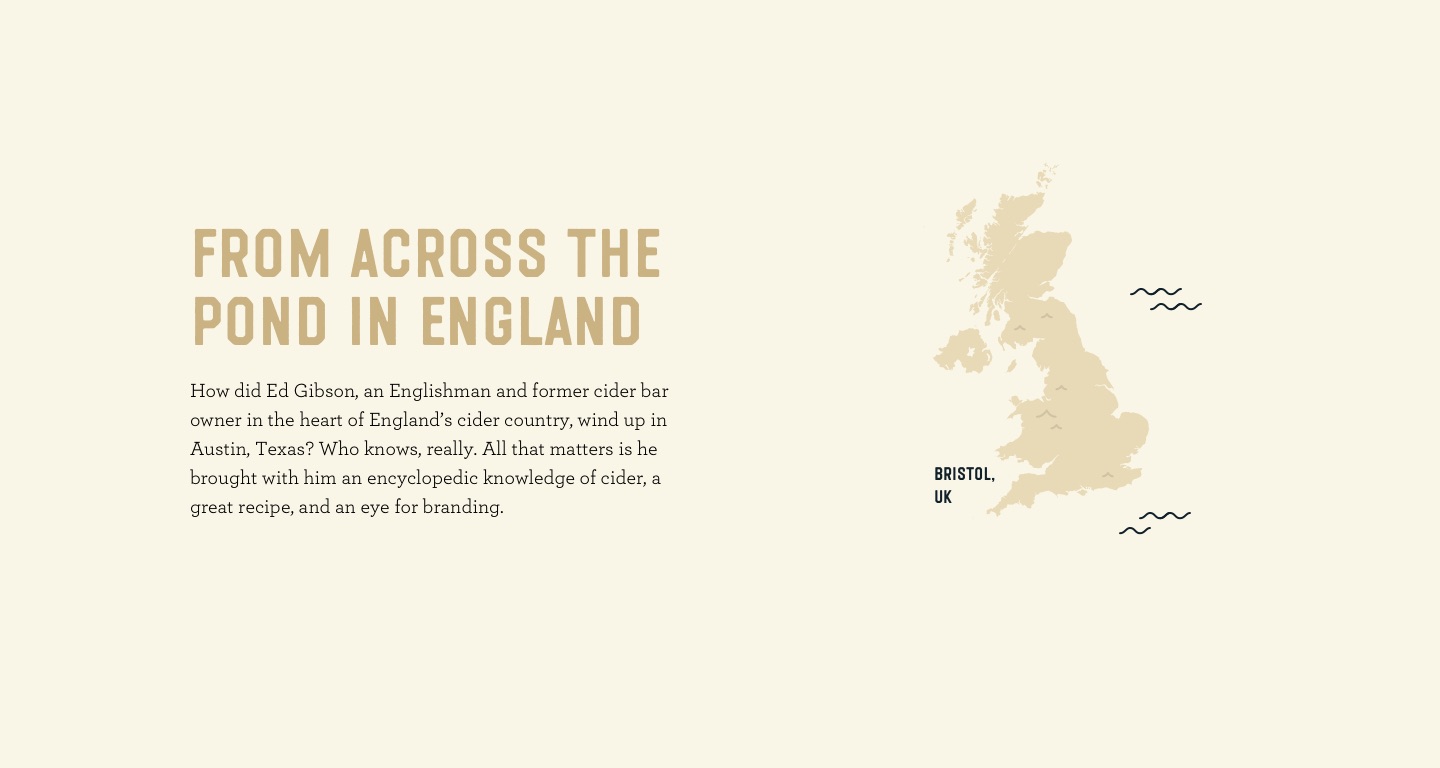 FROM ACROSS THE
POND IN ENGLAND
How did Ed Gibson, an Englishman and former cider bar
owner in the heart of England’s cider country, wind up in
Austin, Texas? Who knows, really. All that matters is he
brought with him an encyclopedic knowledge of cider, a
great recipe, and an eye for branding.
BRISTOL,
UK